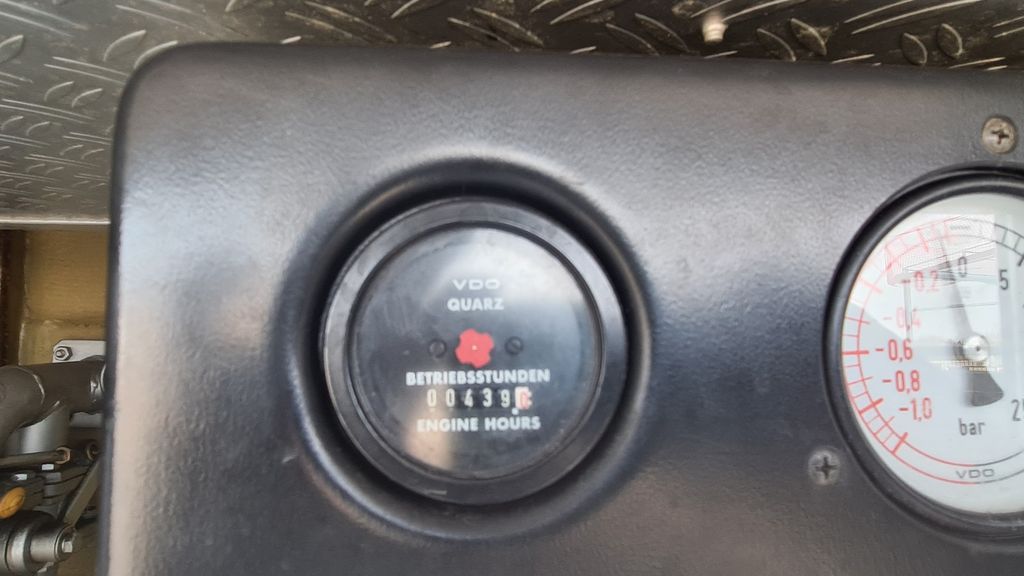 VDO
QUARZ
BETRIEBSSTUNDEN
00439
ENGINE HOURS
0
5
-0,2
-0,4
-0,6
-0,8
-1,0
bar
VDO